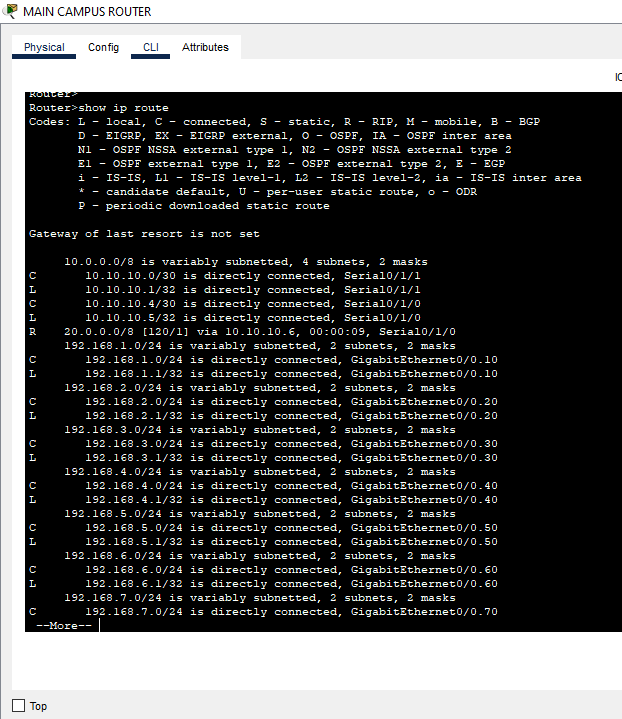 MAIN CAMPUS ROUTER
Physical Config CLI Attributes
Router>
Router>show ip route
Codes: L - local, C - connected, S - static, R - RIP, M - mobile, B - BGP
D - EIGRP, EX - EIGRP external, O - OSPF, IA - OSPF inter area
N1 - OSPF NSSA external type 1, N2 - OSPF NSSA external type 2
E1 - OSPF external type 1, E2 - OSPF external type 2, E - EGP
i - IS-IS, L1 - IS-IS level-1, L2 - IS-IS level-2, ia - IS-IS inter area
* - candidate default, U - per-user static route, o - ODR
P - periodic downloaded static route
Gateway of last resort is not set
10.0.0.0/8 is variably subnetted, 4 subnets, 2 masks
C 10.10.10.0/30 is directly connected, Serial0/1/1
L 10.10.10.1/32 is directly connected, Serial0/1/1
C 10.10.10.4/30 is directly connected, Serial0/1/0
L 10.10.10.5/32 is directly connected, Serial0/1/0
R 20.0.0.0/8 [120/1] via 10.10.10.6, 00:00:09, Serial0/1/0
192.168.1.0/24 is variably subnetted, 2 subnets, 2 masks
C 192.168.1.0/24 is directly connected, GigabitEthernet0/0.10
L 192.168.1.1/32 is directly connected, GigabitEthernet0/0.10
192.168.2.0/24 is variably subnetted, 2 subnets, 2 masks
C 192.168.2.0/24 is directly connected, GigabitEthernet0/0.20
L 192.168.2.1/32 is directly connected, GigabitEthernet0/0.20
192.168.3.0/24 is variably subnetted, 2 subnets, 2 masks
C 192.168.3.0/24 is directly connected, GigabitEthernet0/0.30
L 192.168.3.1/32 is directly connected, GigabitEthernet0/0.30
192.168.4.0/24 is variably subnetted, 2 subnets, 2 masks
C 192.168.4.0/24 is directly connected, GigabitEthernet0/0.40
L 192.168.4.1/32 is directly connected, GigabitEthernet0/0.40
192.168.5.0/24 is variably subnetted, 2 subnets, 2 masks
C 192.168.5.0/24 is directly connected, GigabitEthernet0/0.50
L 192.168.5.1/32 is directly connected, GigabitEthernet0/0.50
192.168.6.0/24 is variably subnetted, 2 subnets, 2 masks
C 192.168.6.0/24 is directly connected, GigabitEthernet0/0.60
L 192.168.6.1/32 is directly connected, GigabitEthernet0/0.60
192.168.7.0/24 is variably subnetted, 2 subnets, 2 masks
C 192.168.7.0/24 is directly connected, GigabitEthernet0/0.70
--More--
Top